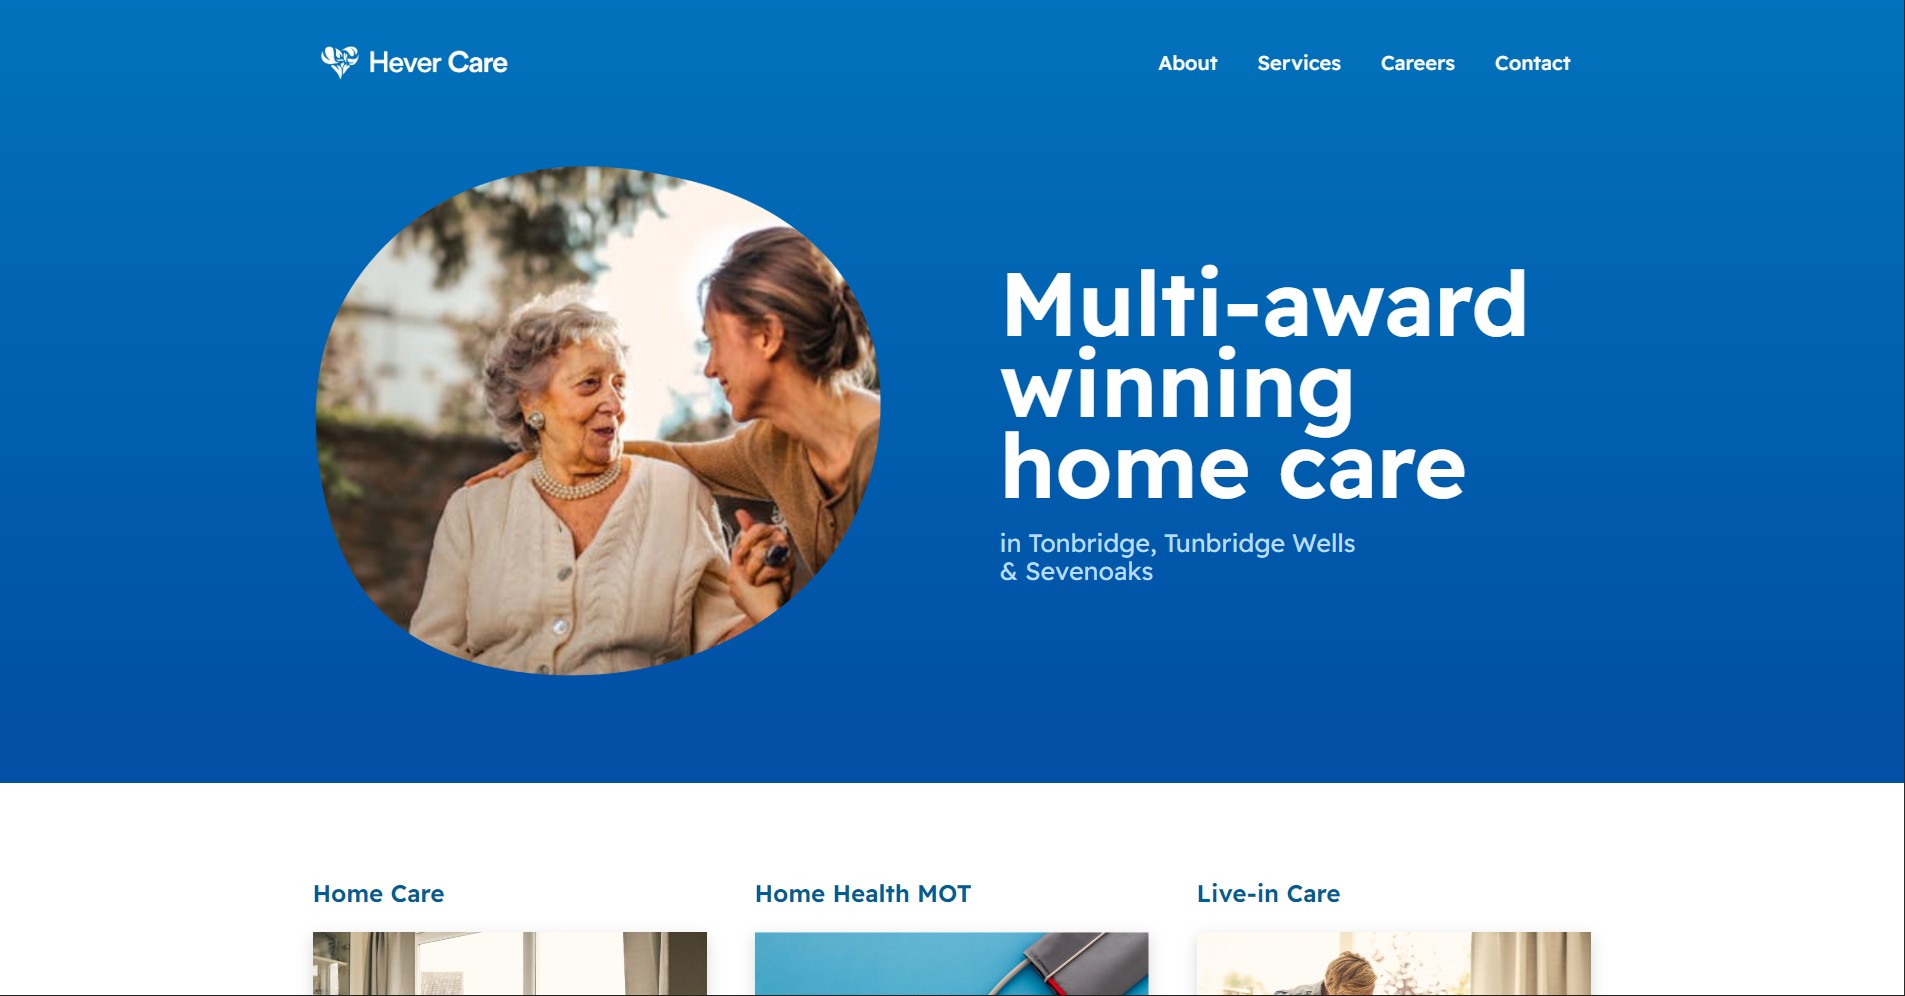 Hever Care
About Services Careers Contact
Multi-award
winning
home care
in Tonbridge, Tunbridge Wells
& Sevenoaks
Home Care
Home Health MOT
Live-in Care